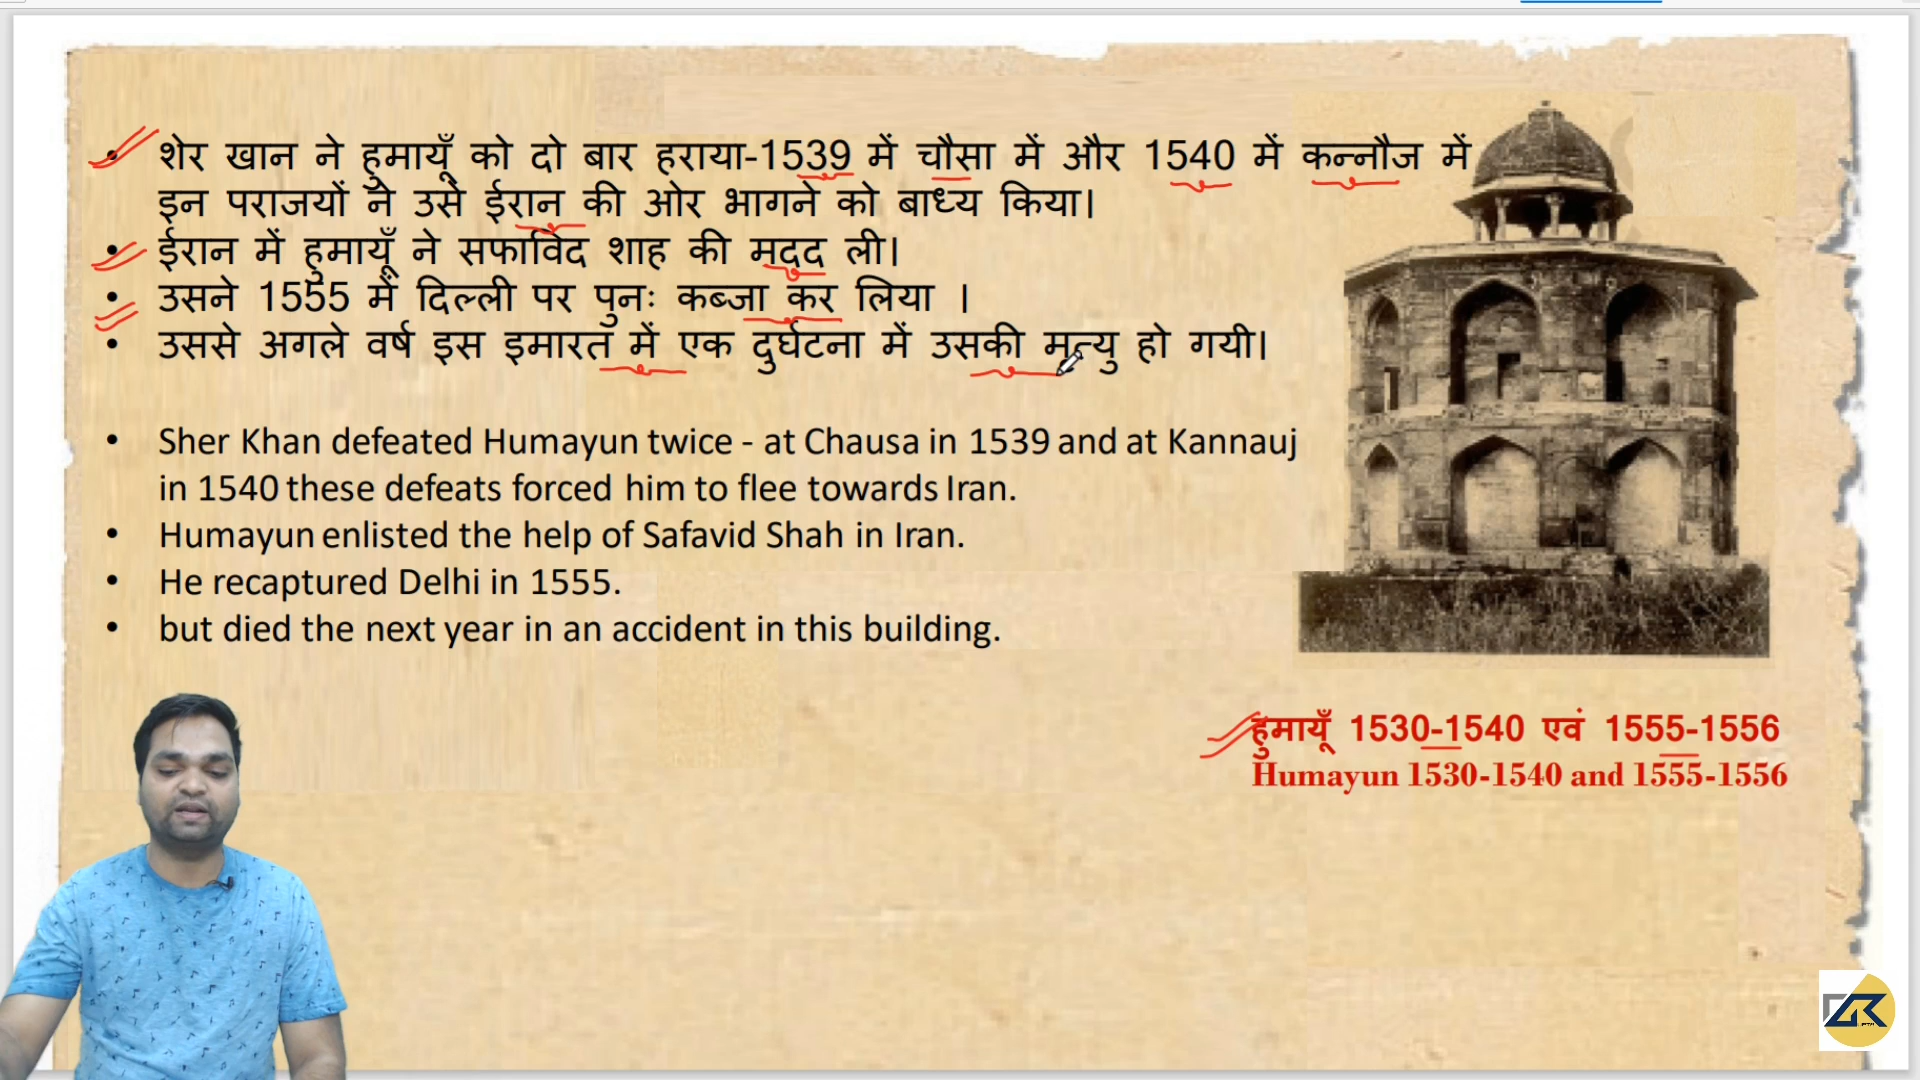 • शेर खान ने हुमायूँ को दो बार हराया-1539 में चौसा में और 1540 में कन्नौज में
इन पराजयों ने उसे ईरान की ओर भागने को बाध्य किया।
• ईरान में हुमायूँ ने सफाविद शाह की मदद ली।
• उसने 1555 में दिल्ली पर पुनः कब्जा कर लिया ।
• उससे अगले वर्ष इस इमारत में एक दुर्घटना में उसकी मृत्यु हो गयी।
• Sher Khan defeated Humayun twice - at Chausa in 1539 and at Kannauj
in 1540 these defeats forced him to flee towards Iran.
• Humayun enlisted the help of Safavid Shah in Iran.
• He recaptured Delhi in 1555.
• but died the next year in an accident in this building.
हुमायूँ 1530-1540 एवं 1555-1556
Humayun 1530-1540 and 1555-1556